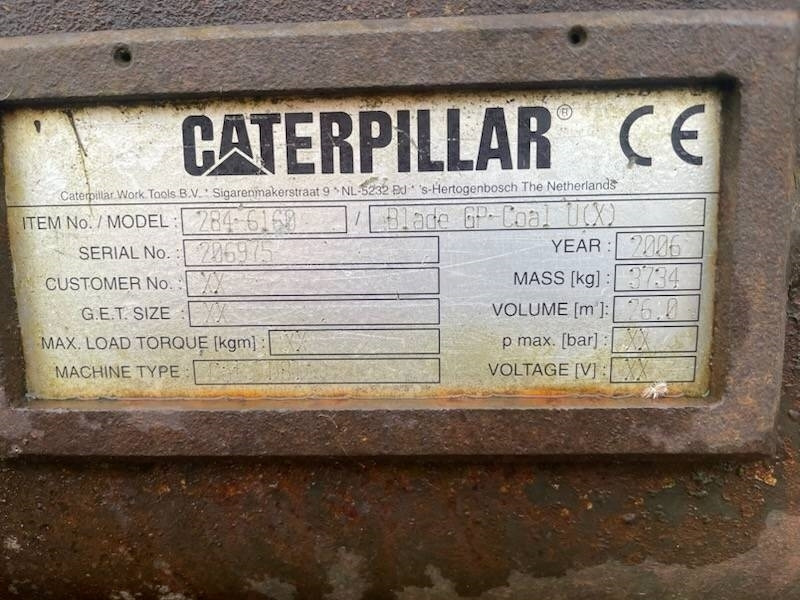 CATERPILLAR® CE
Caterpillar Work Tools B.V. * Sigarenmakerstraat 9 * NL-5232 BJ * 's-Hertogenbosch The Netherlands
ITEM No. / MODEL : 284-6160 / Blade GP-Coal U(X)
SERIAL No. : 206975 YEAR : 2006
CUSTOMER No. : XX MASS [kg] : 3734
G.E.T. SIZE : XX VOLUME [m³] : 26.0
MAX. LOAD TORQUE [kgm] : XX p max. [bar] : XX
MACHINE TYPE : VOLTAGE [V] : XX